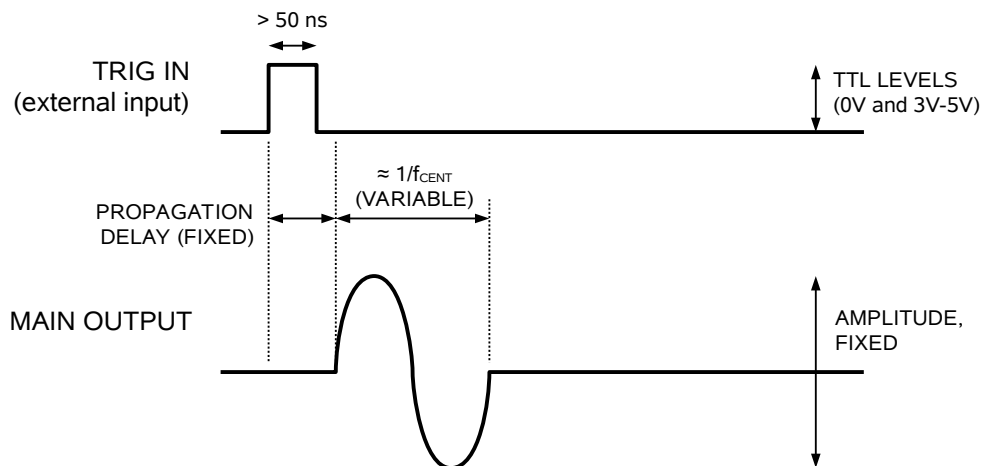 > 50 ns
TRIG IN
(external input)
TTL LEVELS
(0V and 3V-5V)
≈ 1/fCENT
(VARIABLE)
PROPAGATION
DELAY (FIXED)
MAIN OUTPUT
AMPLITUDE,
FIXED